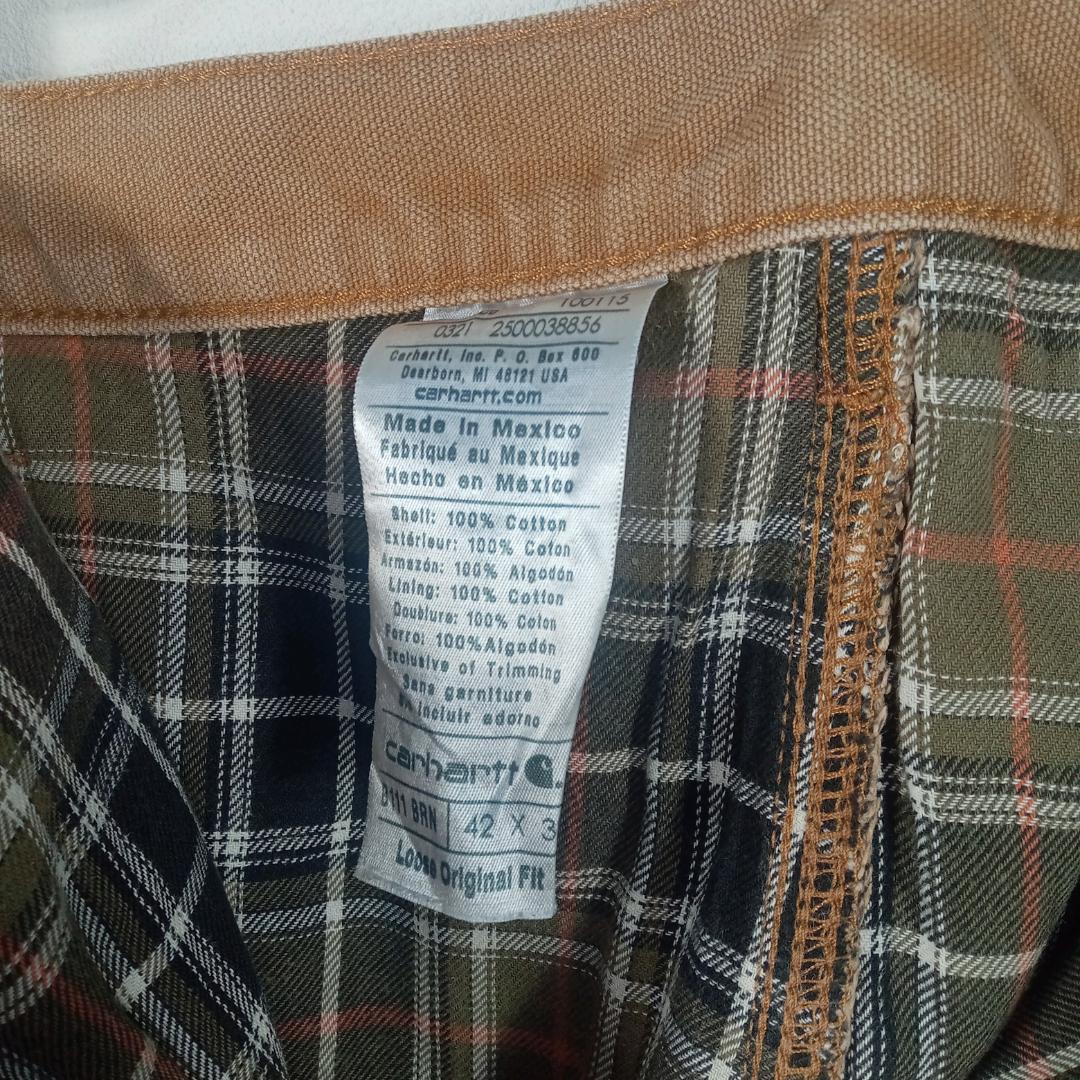 100115
0321 2500038856
Carhartt, Inc. P. O. Box 600
Dearborn, MI 48121 USA
carhartt.com
Made in Mexico
Fabriqué au Mexique
Hecho en México
Shell: 100% Cotton
Extérieur: 100% Coton
Armazón: 100% Algodón
Lining: 100% Cotton
Doublure: 100% Coton
Forro: 100% Algodón
Exclusive of Trimming
Sans garniture
incluir adorno
carhartt
B111 BRN
42 X 3
Loose Original Fit